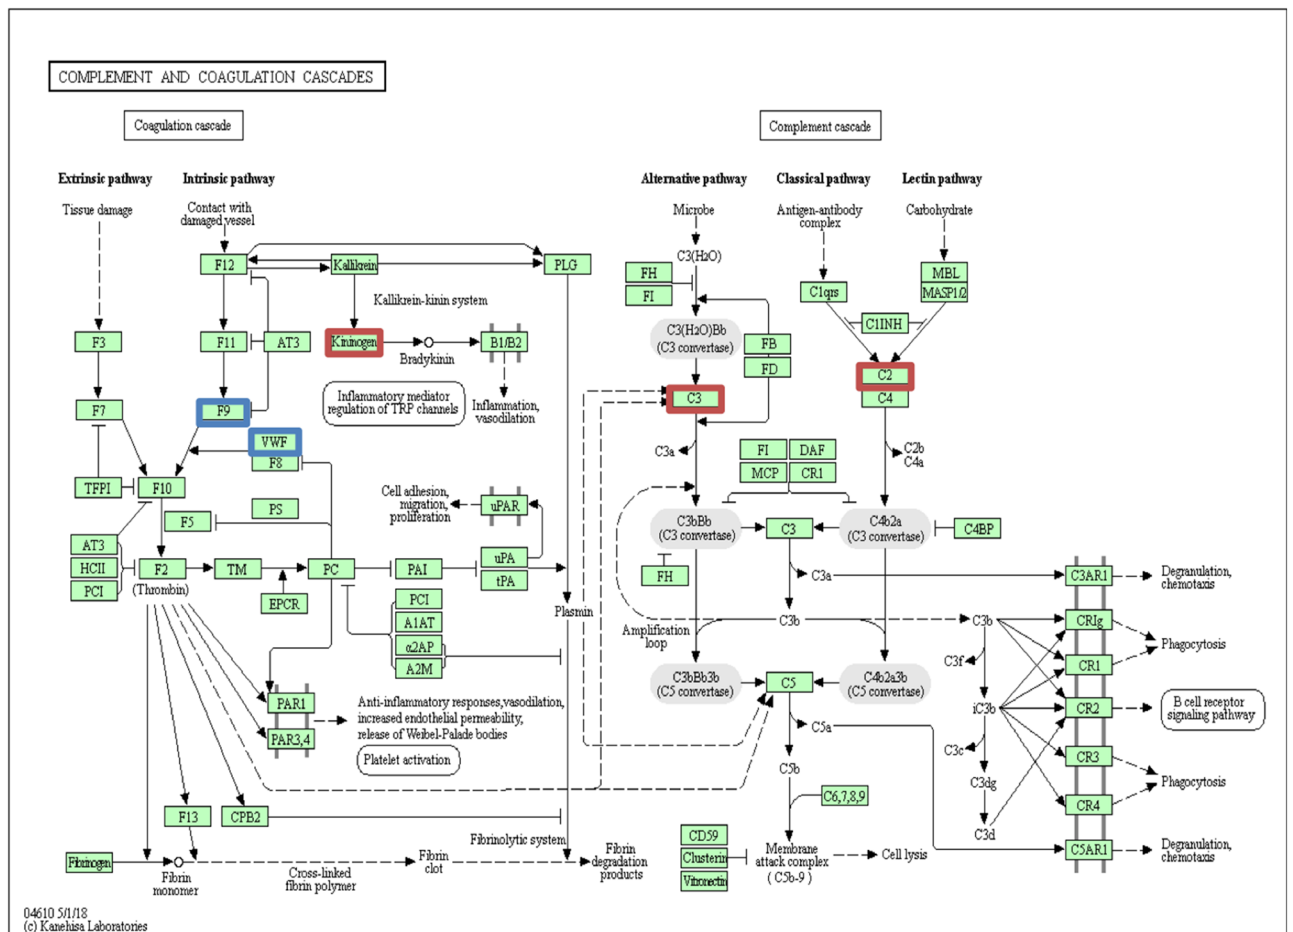 COMPLEMENT AND COAGULATION CASCADES
Coagulation cascade
Complement cascade
Extrinsic pathway
Intrinsic pathway
Alternative pathway
Classical pathway
Lectin pathway
Tissue damage
Contact with
damaged vessel
Microbe
Antigen-antibody
complex
Carbohydrate
F12
Kallikrein
PLG
C3(H2O)
FH
FI
C1qrs
MBL
MASP1/2
Kallikrein-kinin system
C1INH
F3
F11
AT3
Kininogen
Bradykinin
B1/B2
C3(H2O)Bb
(C3 convertase)
FB
FD
C2
C4
F7
F9
Inflammatory mediator
regulation of TRP channels
Inflammation,
vasodilation
C3
VWF
F8
C3a
FI
DAF
MCP
CR1
C2b
C4a
TFPI
F10
PS
F5
Cell adhesion,
migration,
proliferation
uPAR
C3bBb
(C3 convertase)
C3
C4b2a
(C3 convertase)
C4BP
AT3
HCII
PCI
F2
(Thrombin)
TM
EPCR
PC
PAI
uPA
tPA
FH
C3a
C3AR1
Degranulation,
chemotaxis
PCI
A1AT
α2AP
A2M
Plasmin
Amplification
loop
C3b
C3b
CRIg
Phagocytosis
C3f
CR1
C3bBb3b
(C5 convertase)
C5
C4b2a3b
(C5 convertase)
PAR1
PAR3,4
Anti-inflammatory responses,vasodilation,
increased endothelial permeability,
release of Weibel-Palade bodies
Platelet activation
C5a
iC3b
CR2
B cell receptor
signaling pathway
C3c
CR3
C5b
C3dg
Phagocytosis
C6,7,8,9
CR4
C3d
F13
CPB2
Fibrinolytic system
CD59
Clusterin
Vitronectin
Membrane
attack complex
( C5b-9 )
Cell lysis
C5AR1
Degranulation,
chemotaxis
Fibrinogen
Fibrin
monomer
Cross-linked
fibrin polymer
Fibrin
clot
Fibrin
degradation
products
04610 5/1/18
(c) Kanehisa Laboratories